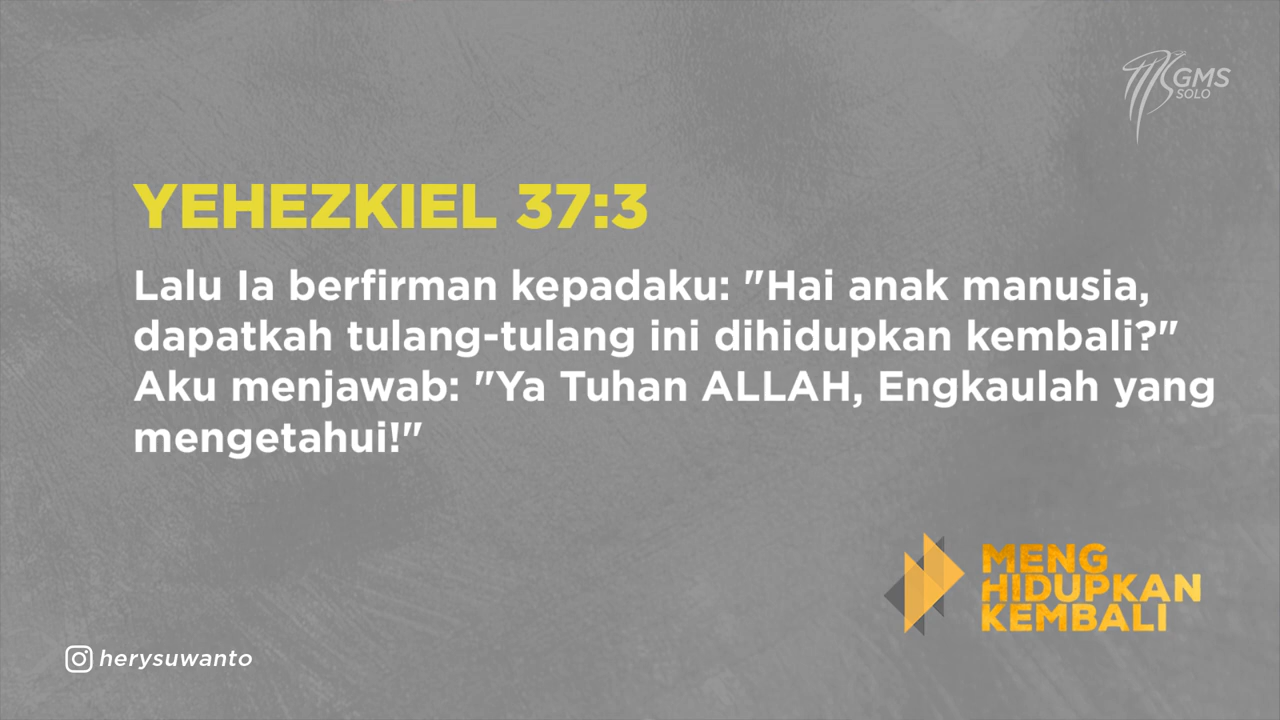 GMS
SOLO
YEHEZKIEL 37:3
Lalu Ia berfirman kepadaku: "Hai anak manusia,
dapatkah tulang-tulang ini dihidupkan kembali?"
Aku menjawab: "Ya Tuhan ALLAH, Engkaulah yang
mengetahui!"
MENG
HIDUPKAN
KEMBALI
herysuwanto